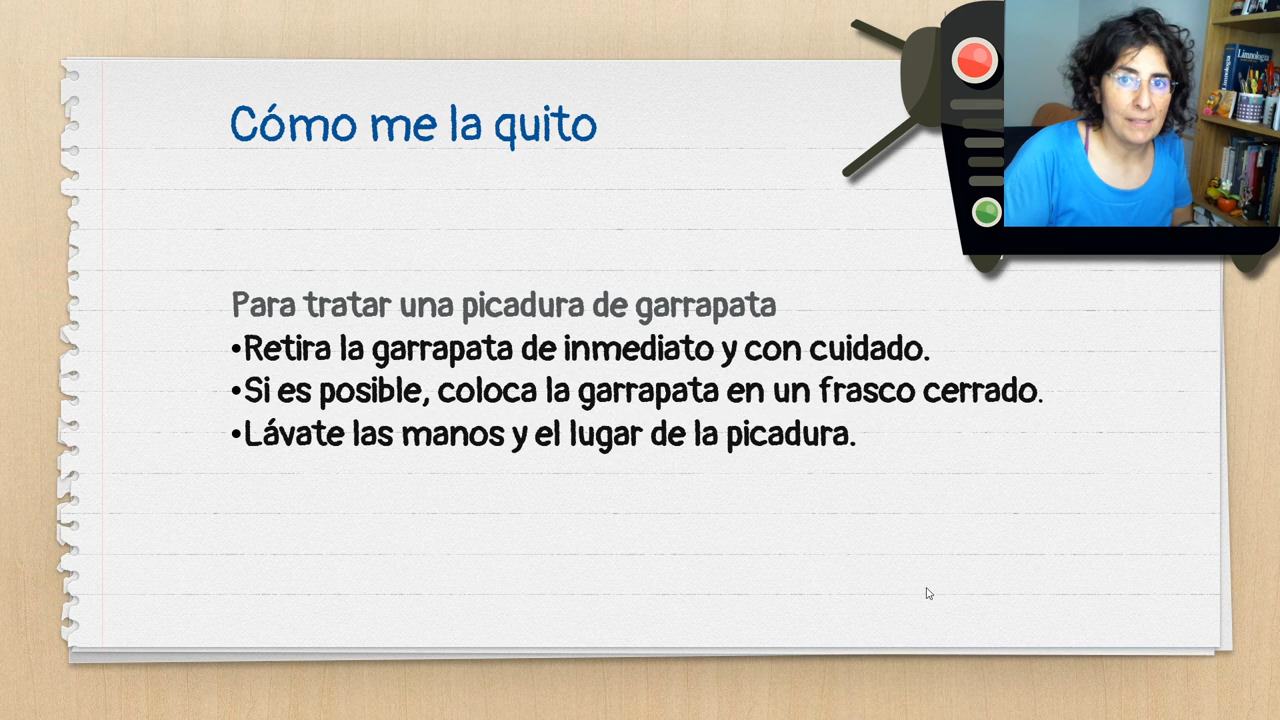 Cómo me la quito
Limnología
Para tratar una picadura de garrapata
•Retira la garrapata de inmediato y con cuidado.
•Si es posible, coloca la garrapata en un frasco cerrado.
•Lávate las manos y el lugar de la picadura.